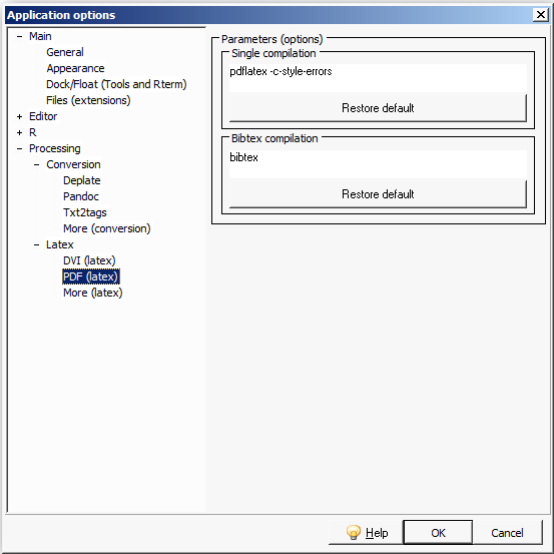 Application options
− Main
General
Appearance
Dock/Float (Tools and Rterm)
Files (extensions)
+ Editor
+ R
− Processing
− Conversion
Deplate
Pandoc
Txt2tags
More (conversion)
− Latex
DVI (latex)
PDF (latex)
More (latex)
Parameters (options)
Single compilation
pdflatex -c-style-errors
Restore default
Bibtex compilation
bibtex
Restore default
Help
OK
Cancel